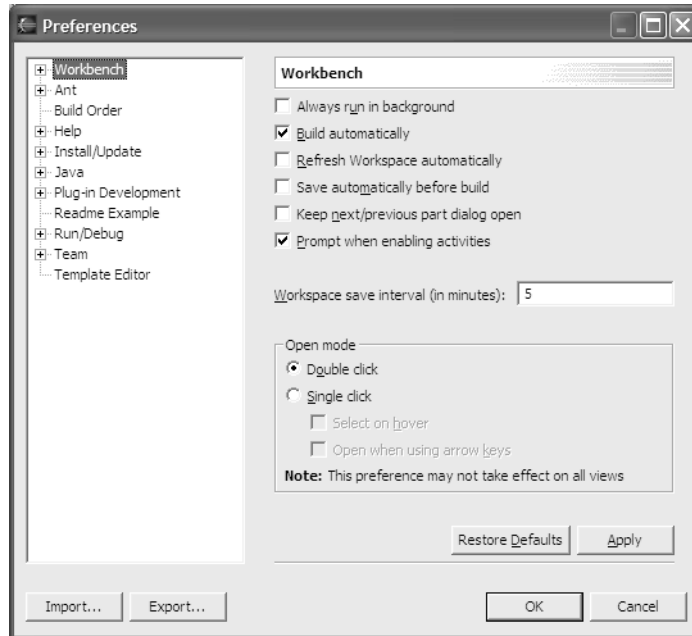 Preferences
Workbench
Ant
Build Order
Help
Install/Update
Java
Plug-in Development
Readme Example
Run/Debug
Team
Template Editor
Workbench
Always run in background
Build automatically
Refresh Workspace automatically
Save automatically before build
Keep next/previous part dialog open
Prompt when enabling activities
Workspace save interval (in minutes): 5
Open mode
Double click
Single click
Select on hover
Open when using arrow keys
Note: This preference may not take effect on all views
Restore Defaults Apply
Import... Export... OK Cancel